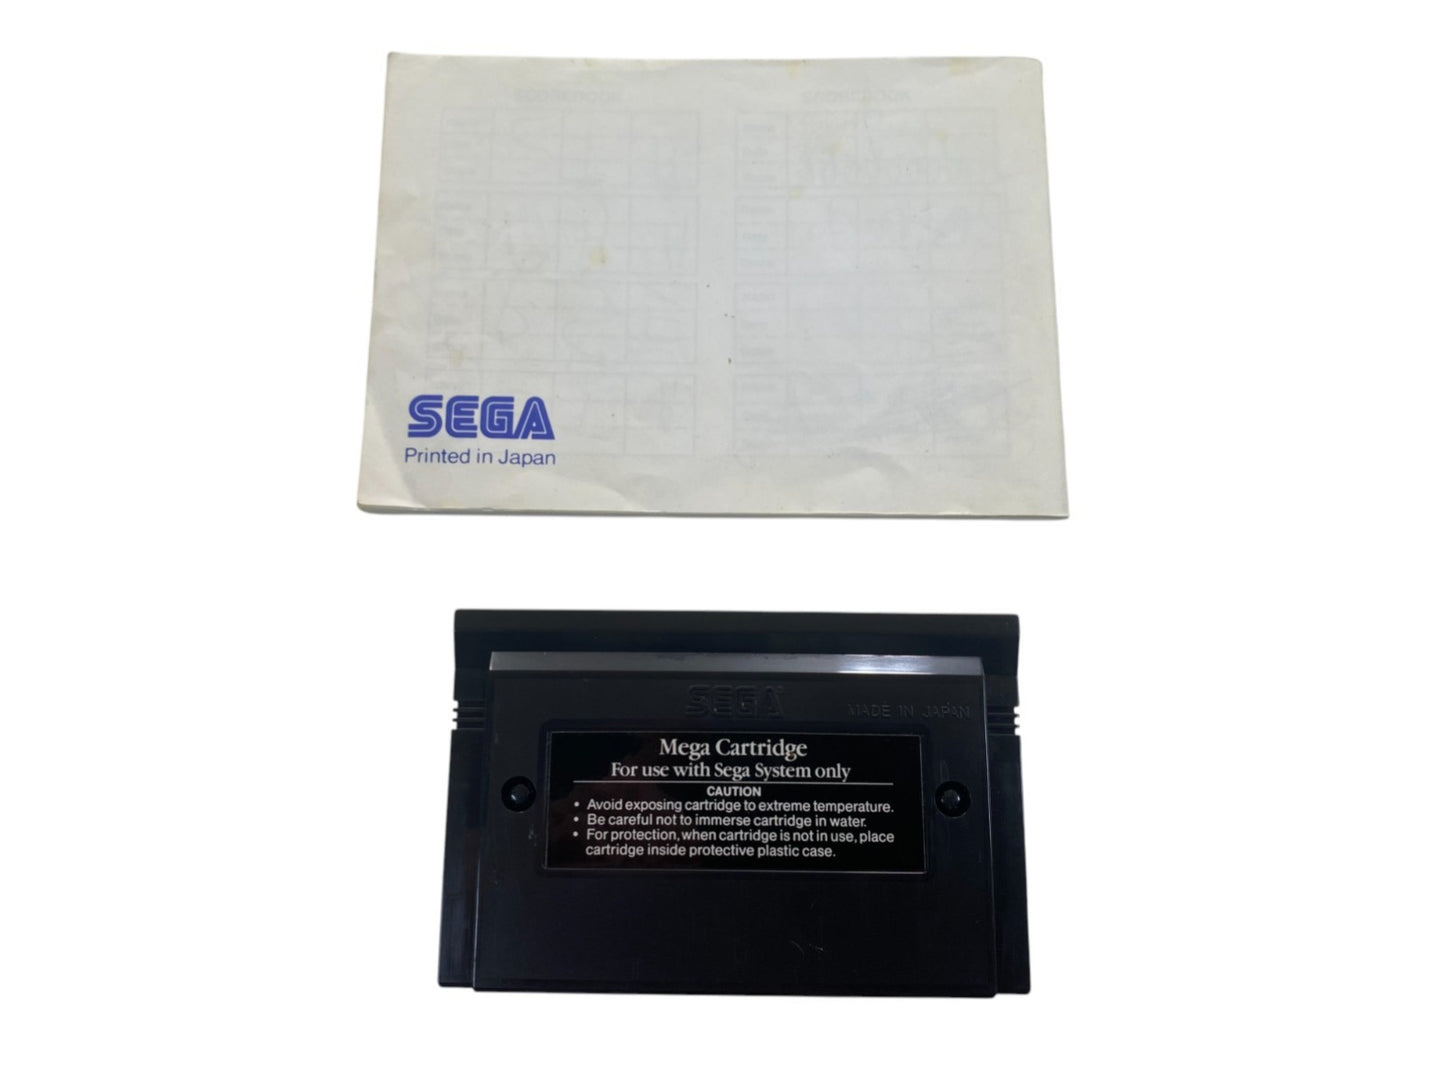 SEGA
Printed in Japan
SEGA
MADE IN JAPAN
Mega Cartridge
For use with Sega System only
CAUTION
• Avoid exposing cartridge to extreme temperature.
• Be careful not to immerse cartridge in water.
• For protection, when cartridge is not in use, place
cartridge inside protective plastic case.